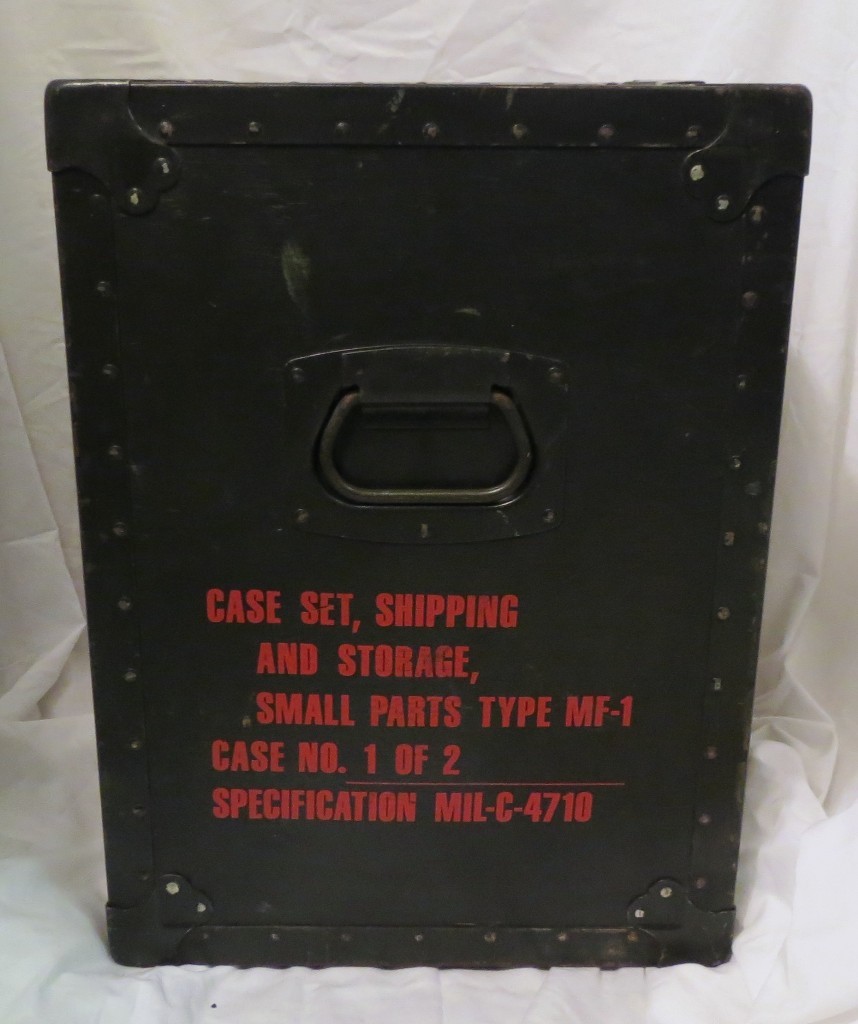 CASE SET, SHIPPING
AND STORAGE,
SMALL PARTS TYPE MF-1
CASE NO. 1 OF 2
SPECIFICATION MIL-C-4710